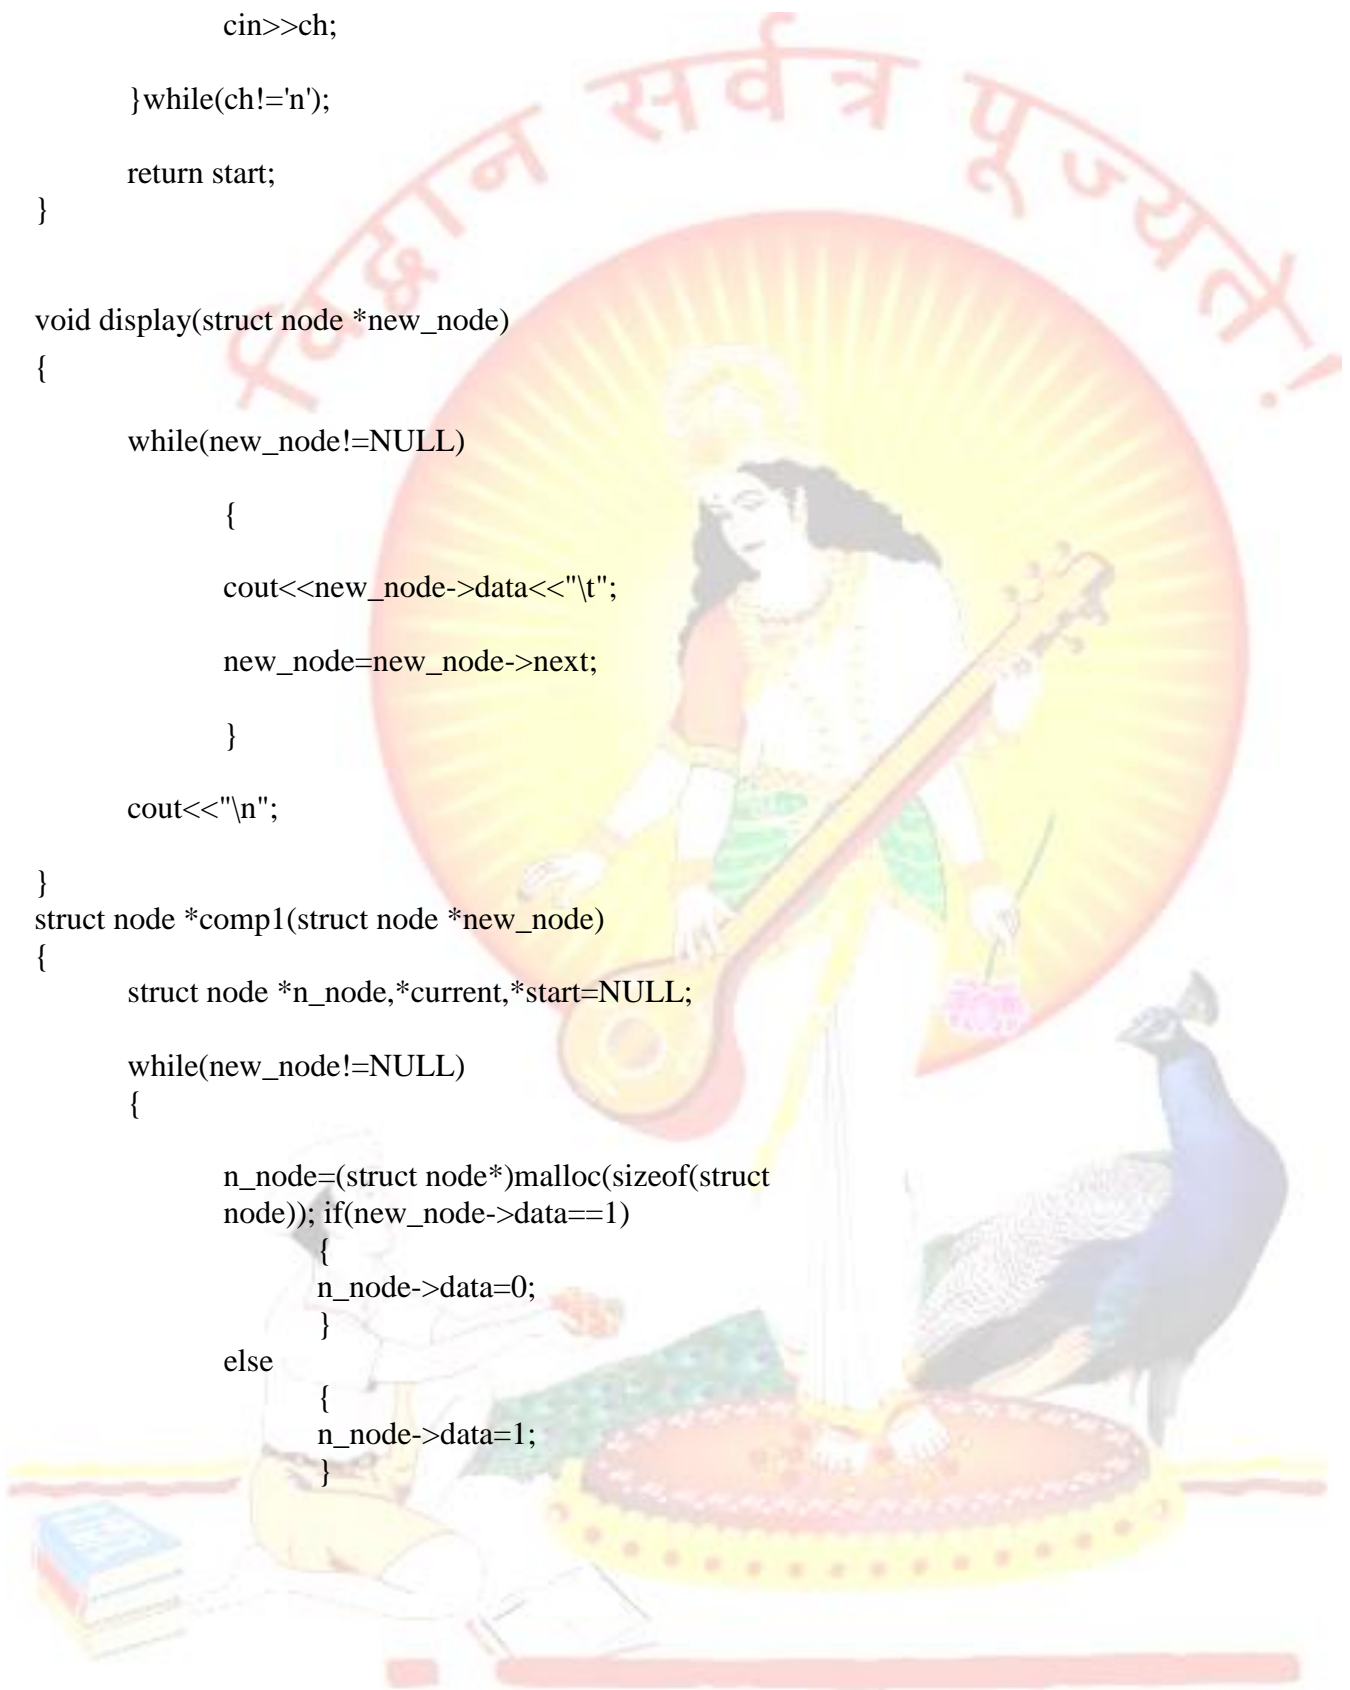 विद्वान सर्वत्र पूज्यते!
cin>>ch;
}while(ch!='n');
return start;
}
void display(struct node *new_node)
{
while(new_node!=NULL)
{
cout<<new_node->data<<"\t";
new_node=new_node->next;
}
cout<<"\n";
}
struct node *comp1(struct node *new_node)
{
struct node *n_node,*current,*start=NULL;
while(new_node!=NULL)
{
n_node=(struct node*)malloc(sizeof(struct
node)); if(new_node->data==1)
{
n_node->data=0;
}
else
{
n_node->data=1;
}